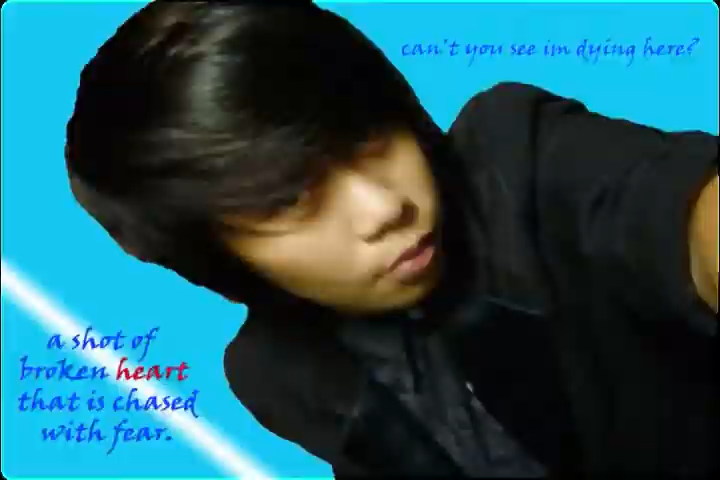 can't you see im dying here?
a shot of
broken heart
that is chased
with fear.